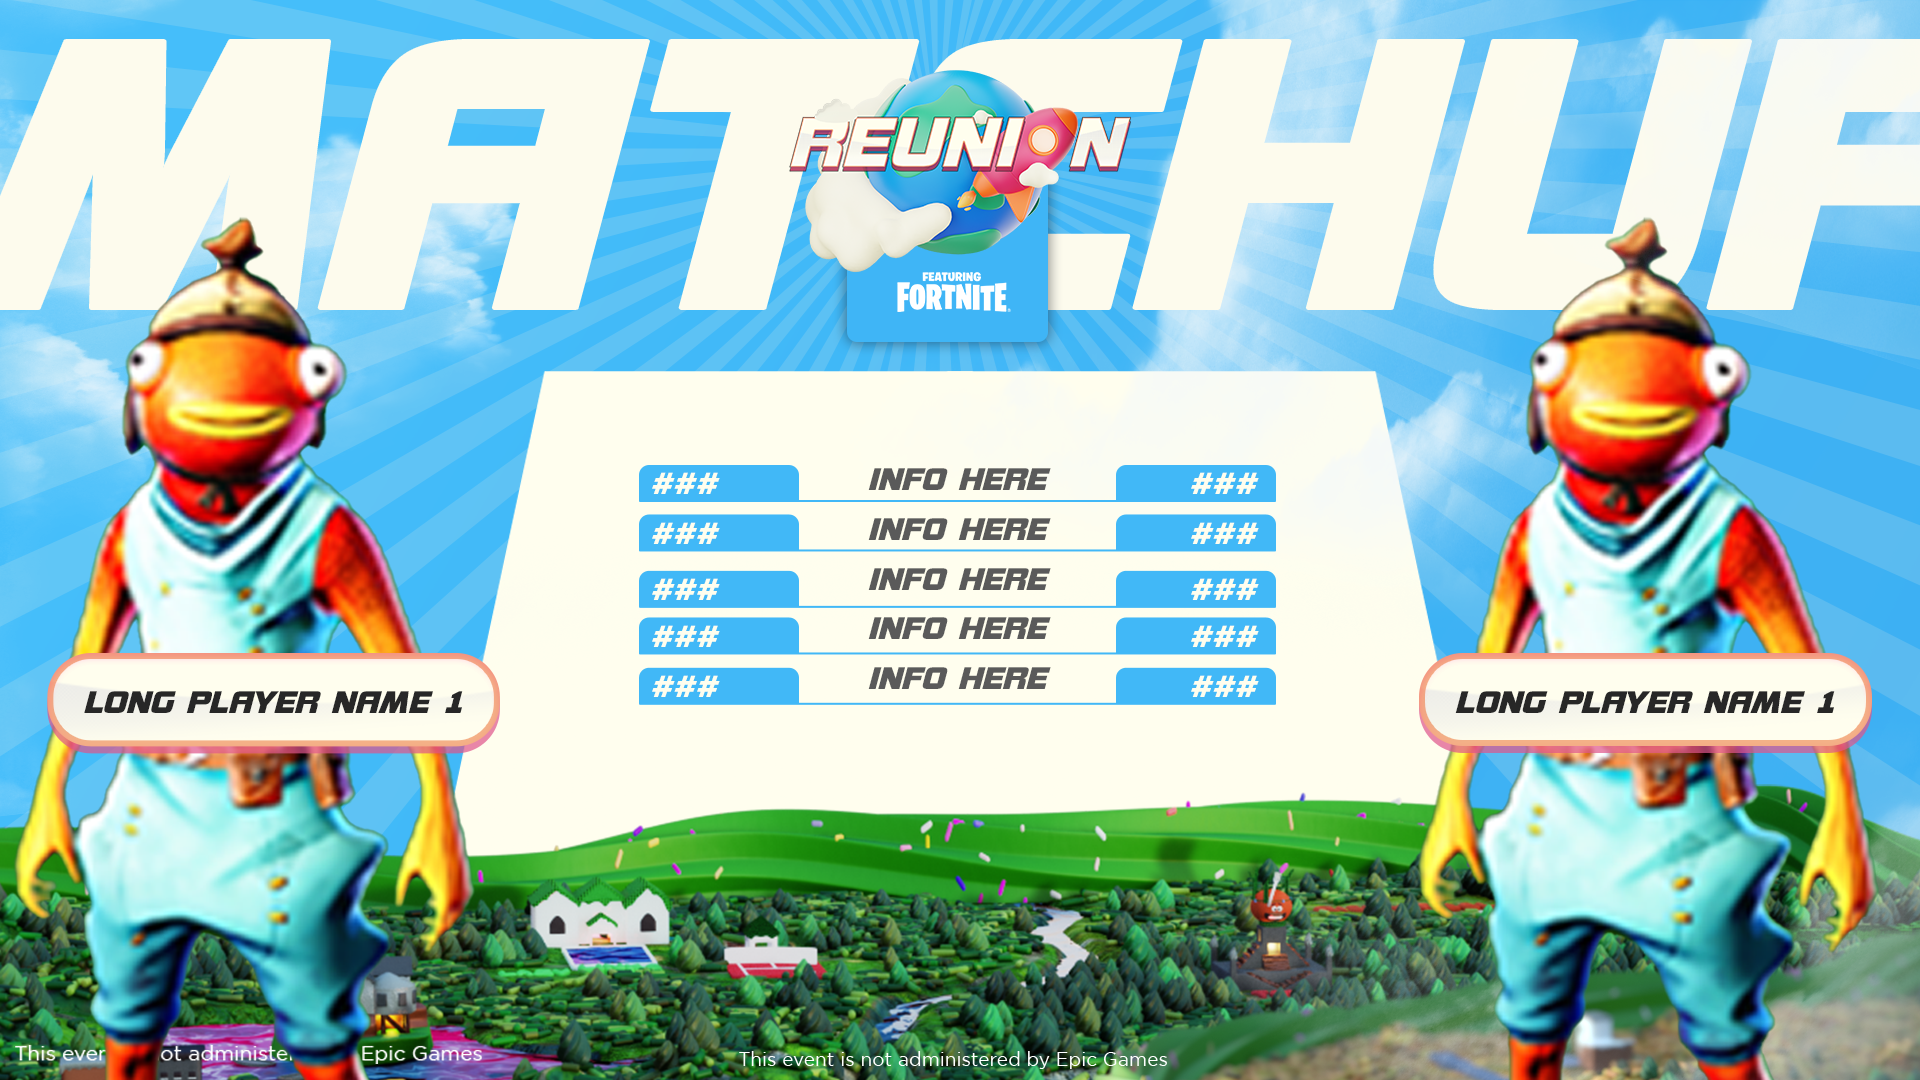 MATCHUP
REUNION
FEATURING
FORTNITE
### INFO HERE ###
### INFO HERE ###
### INFO HERE ###
### INFO HERE ###
### INFO HERE ###
LONG PLAYER NAME 1
LONG PLAYER NAME 1
This ever ot administe Epic Games
This event is not administered by Epic Games